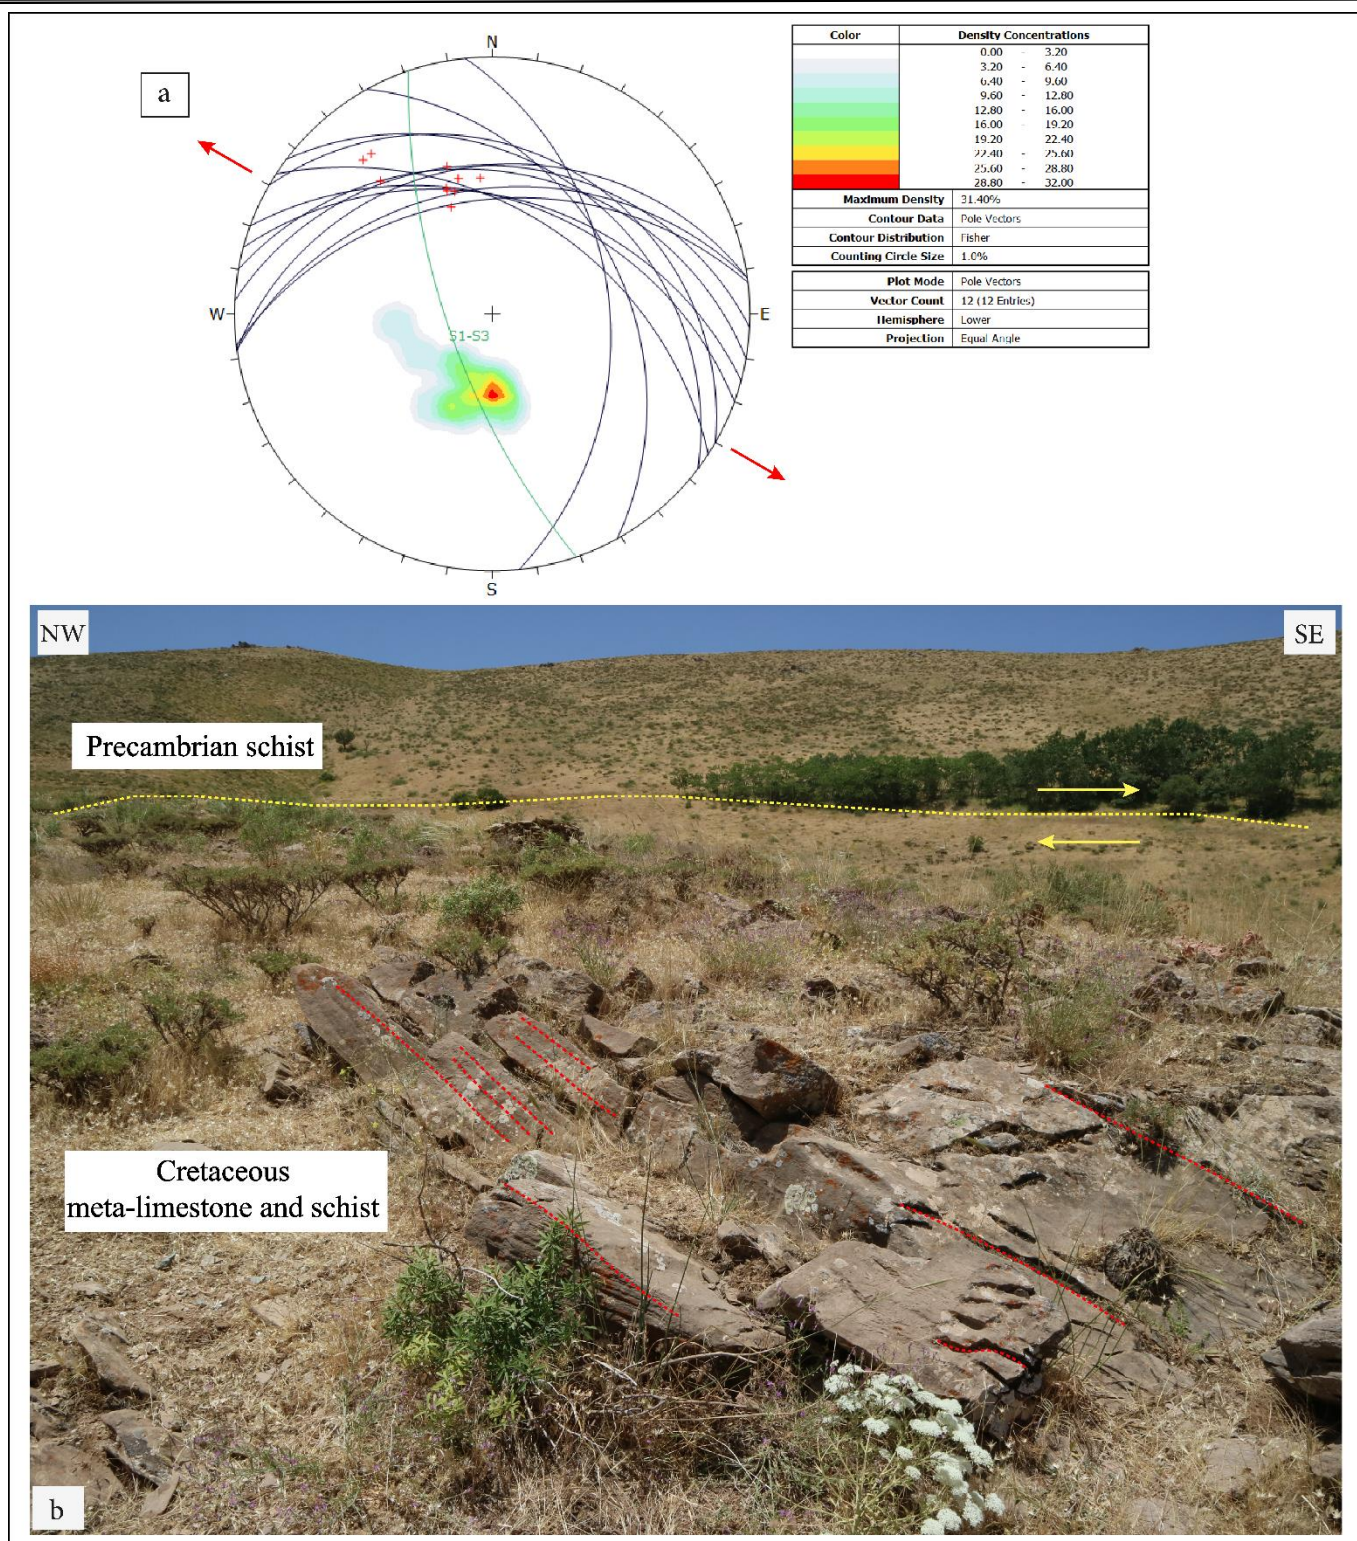 a
N
W
E
S
S1-S3
Color Density Concentrations
0.00 - 3.20
3.20 - 6.40
6.40 - 9.60
9.60 - 12.80
12.80 - 16.00
16.00 - 19.20
19.20 - 22.40
22.40 - 25.60
25.60 - 28.80
28.80 - 32.00
Maximum Density 31.40%
Contour Data Pole Vectors
Contour Distribution Fisher
Counting Circle Size 1.0%
Plot Mode Pole Vectors
Vector Count 12 (12 Entries)
Hemisphere Lower
Projection Equal Angle
NW
SE
Precambrian schist
Cretaceous
meta-limestone and schist
b